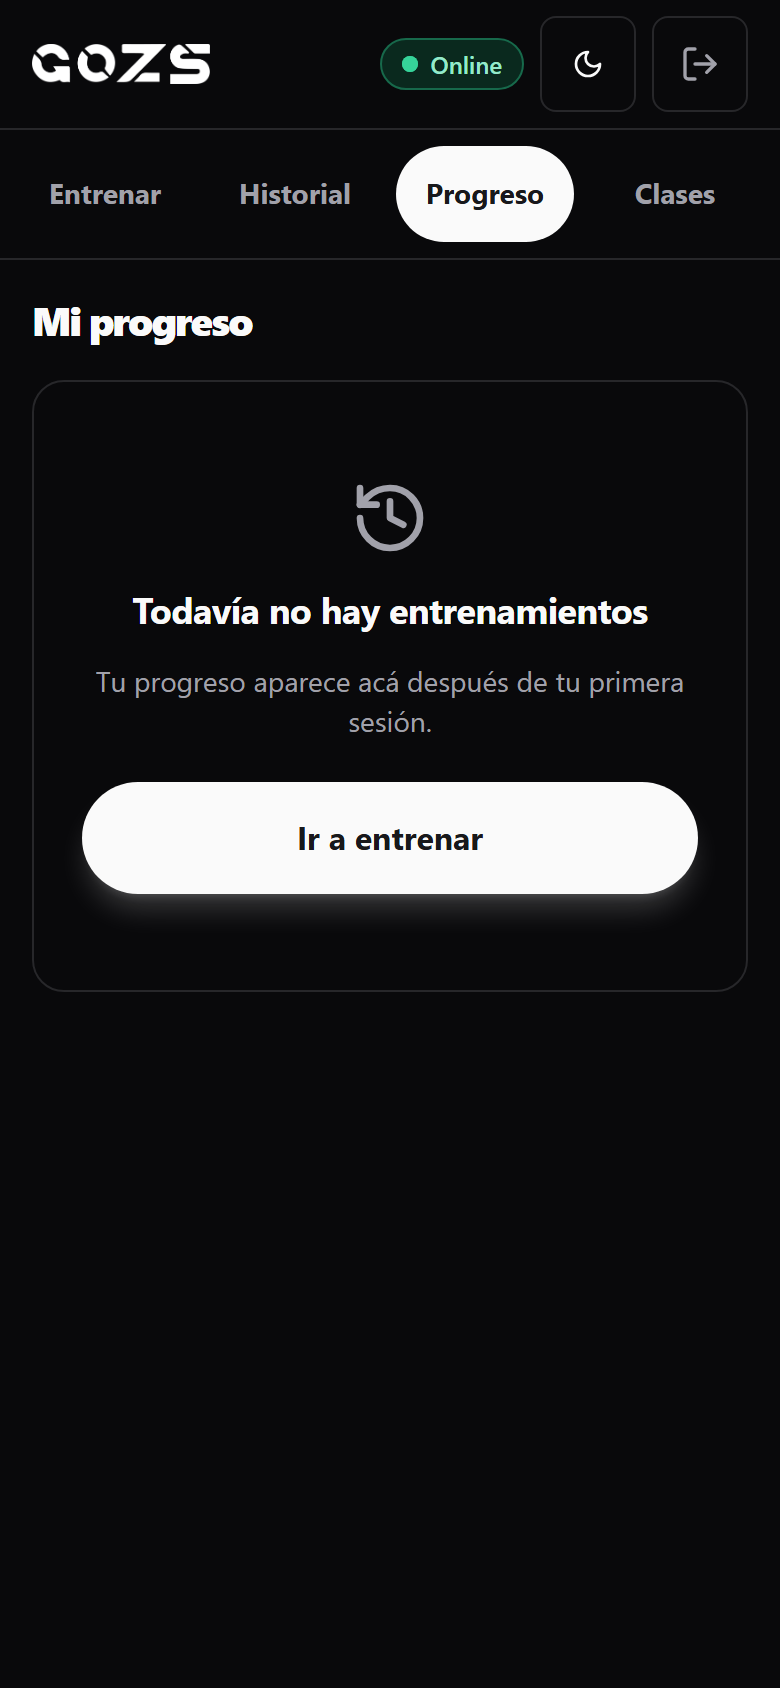 GOZS
Online
Entrenar
Historial
Progreso
Clases
Mi progreso
Todavía no hay entrenamientos
Tu progreso aparece acá después de tu primera
sesión.
Ir a entrenar